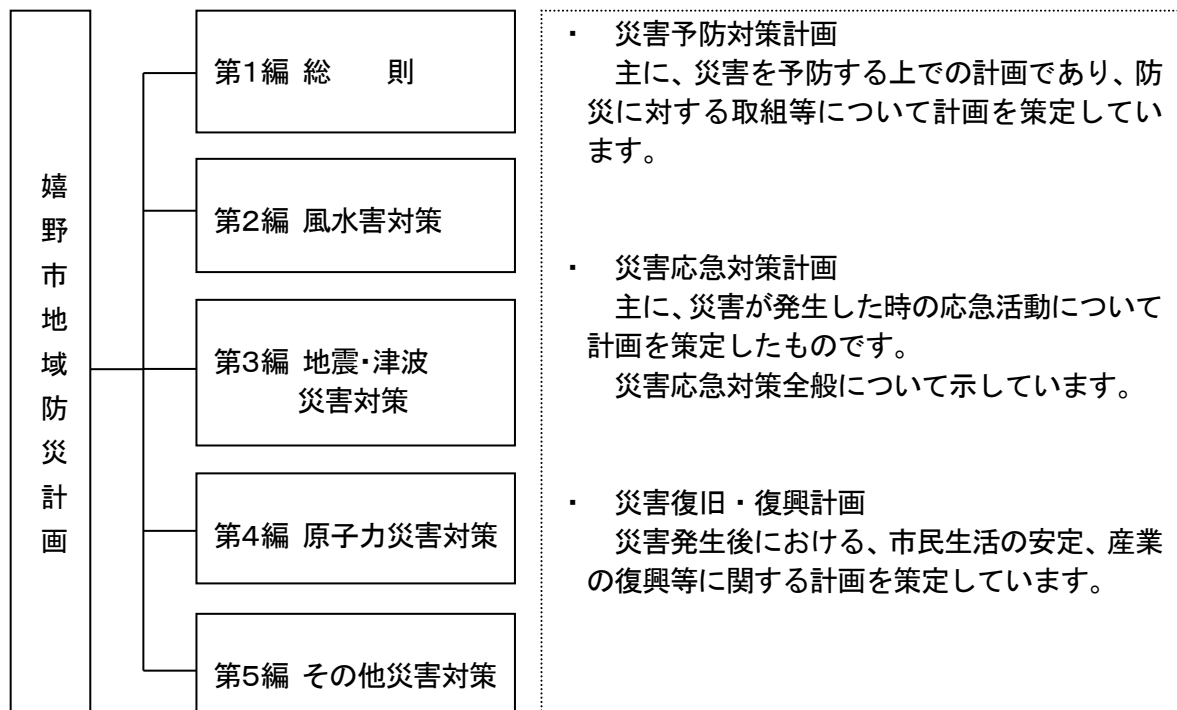 嬉野市地域防災計画
第1編 総　則
第2編 風水害対策
第3編 地震・津波
災害対策
第4編 原子力災害対策
第5編 その他災害対策
・　災害予防対策計画
主に、災害を予防する上での計画であり、防
災に対する取組等について計画を策定してい
ます。
・　災害応急対策計画
主に、災害が発生した時の応急活動について
計画を策定したものです。
災害応急対策全般について示しています。
・　災害復旧・復興計画
災害発生後における、市民生活の安定、産業
の復興等に関する計画を策定しています。